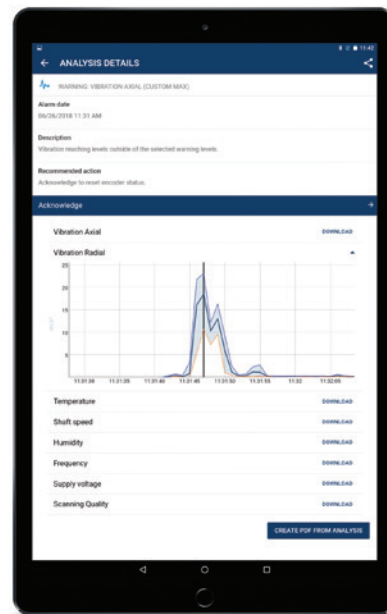 11:42
ANALYSIS DETAILS
WARNING: VIBRATION AXIAL (CUSTOM MAX)
Alarm date
06/26/2018 11:31 AM
Description
Vibration reaching levels outside of the selected warning levels.
Recommended action
Acknowledge to reset encoder status.
Acknowledge
Vibration Axial DOWNLOAD
Vibration Radial
25
20
15
10
5
11:31:30 11:31:35 11:31:40 11:31:45 11:31:50 11:31:55 11:32 11:32:05
Temperature DOWNLOAD
Shaft speed DOWNLOAD
Humidity DOWNLOAD
Frequency DOWNLOAD
Supply voltage DOWNLOAD
Scanning Quality DOWNLOAD
CREATE PDF FROM ANALYSIS